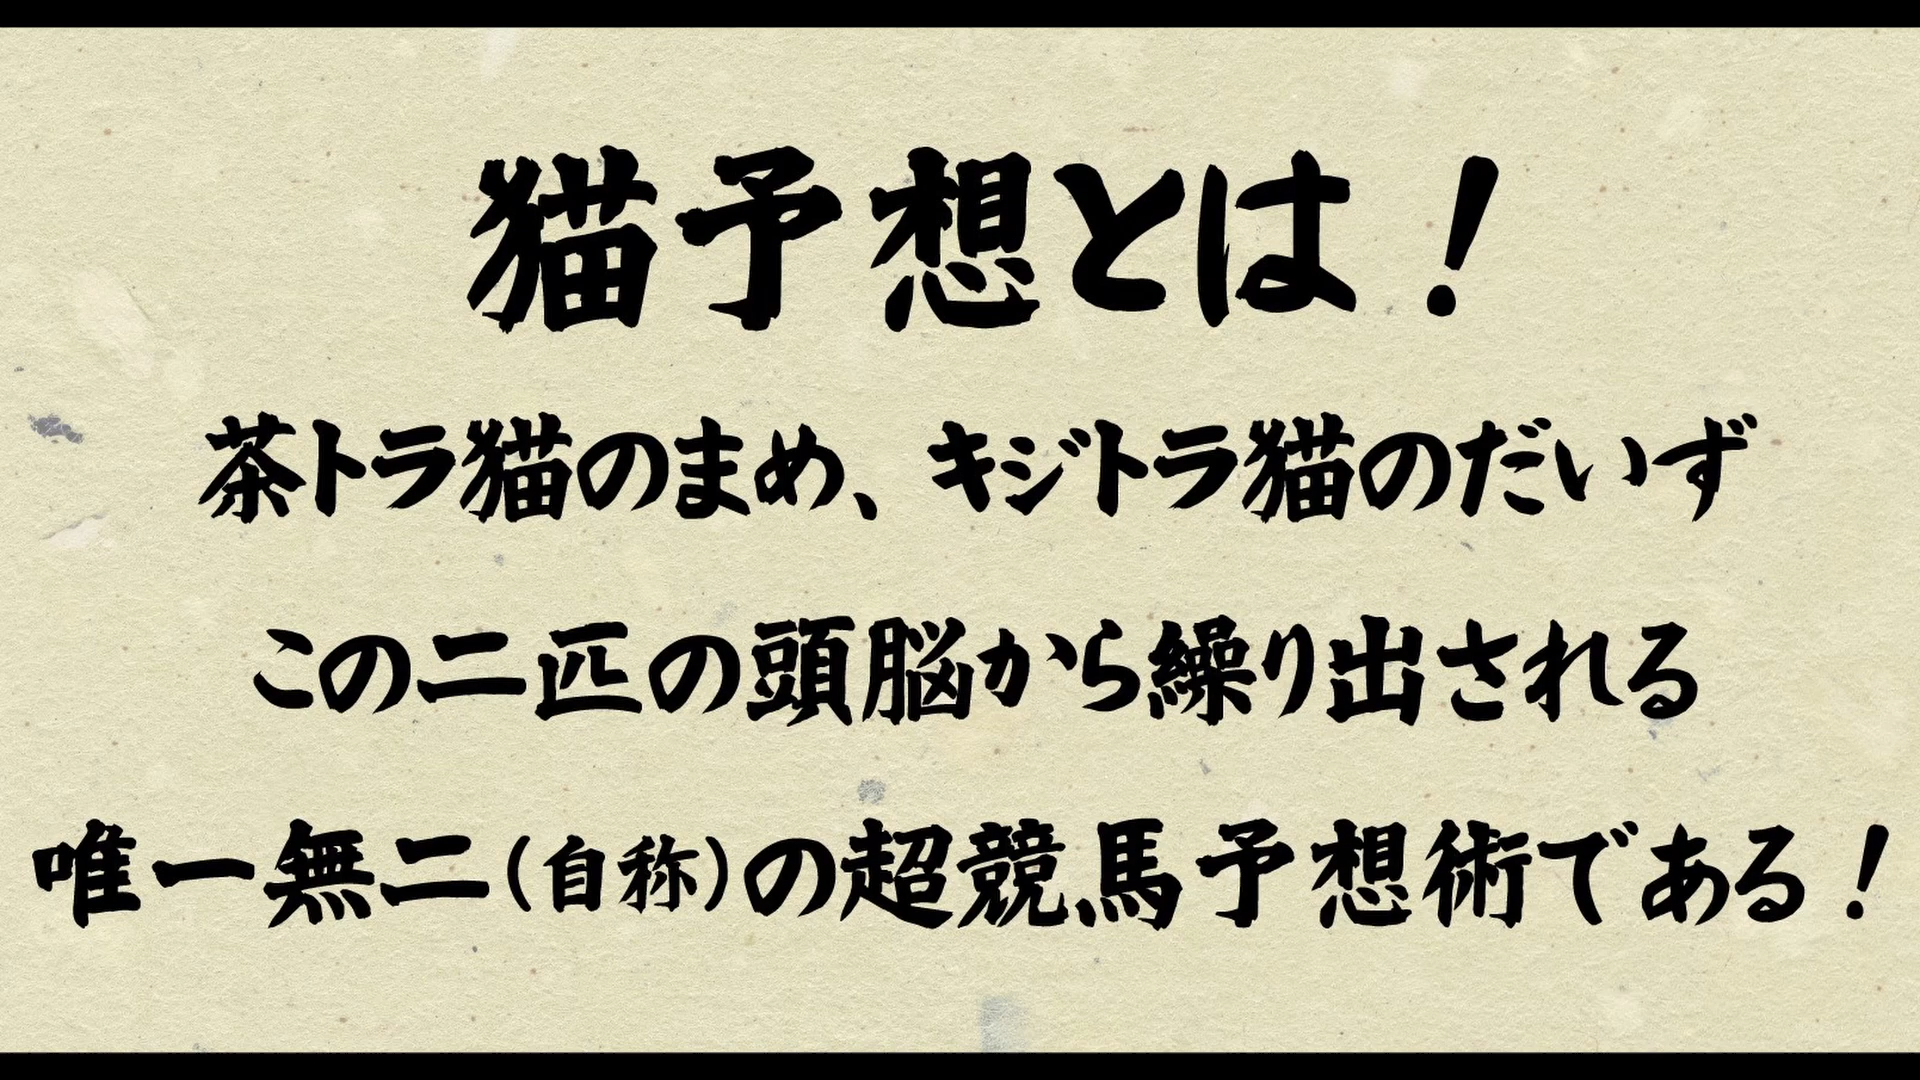 猫予想とは！
茶トラ猫のまめ、キジトラ猫のだいず
この二匹の頭脳から繰り出される
唯一無二（自称）の超競馬予想術である！